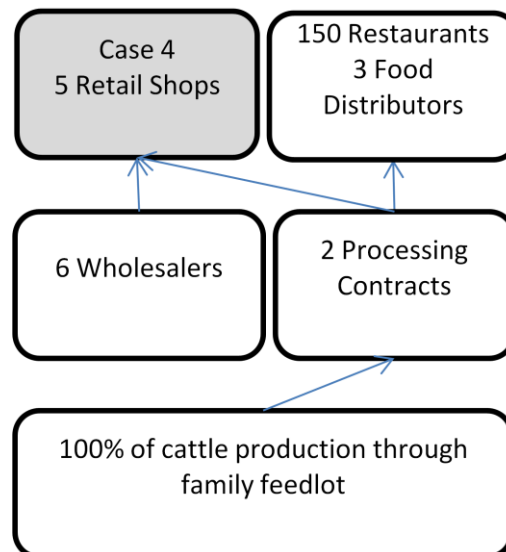 Case 4
5 Retail Shops
150 Restaurants
3 Food
Distributors
6 Wholesalers
2 Processing
Contracts
100% of cattle production through
family feedlot